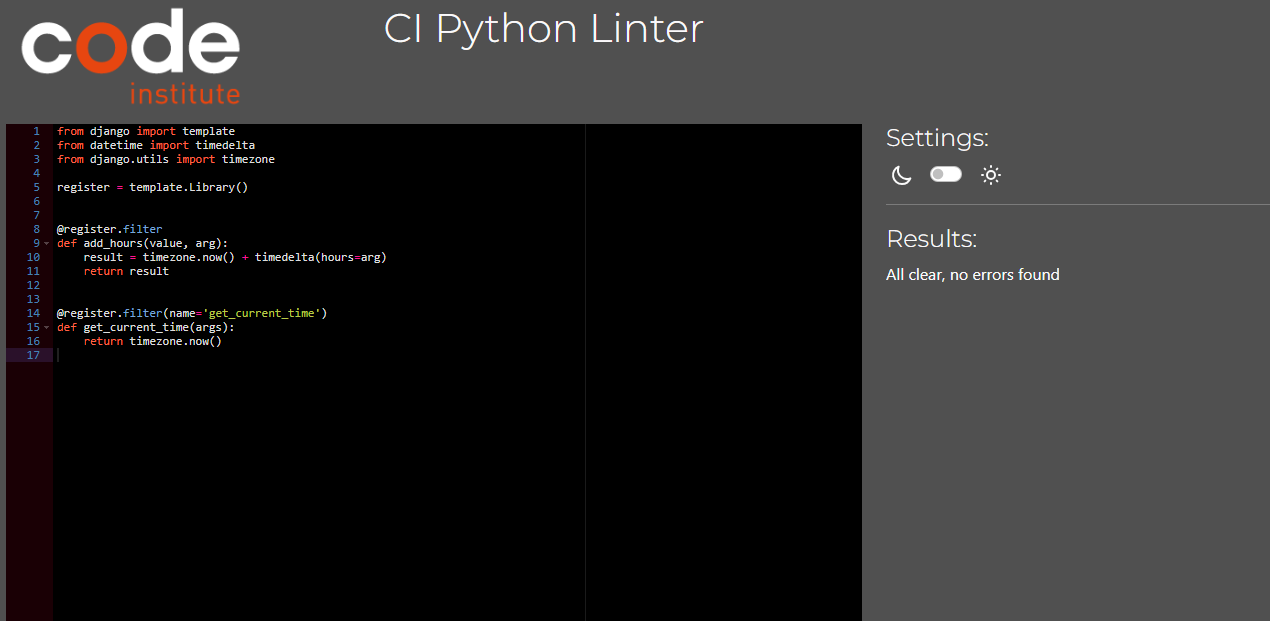 code
institute
CI Python Linter
1 from django import template
2 from datetime import timedelta
3 from django.utils import timezone
4
5 register = template.Library()
6
7
8 @register.filter
9 def add_hours(value, arg):
10     result = timezone.now() + timedelta(hours=arg)
11     return result
12
13
14 @register.filter(name='get_current_time')
15 def get_current_time(args):
16     return timezone.now()
17
Settings:
Results:
All clear, no errors found